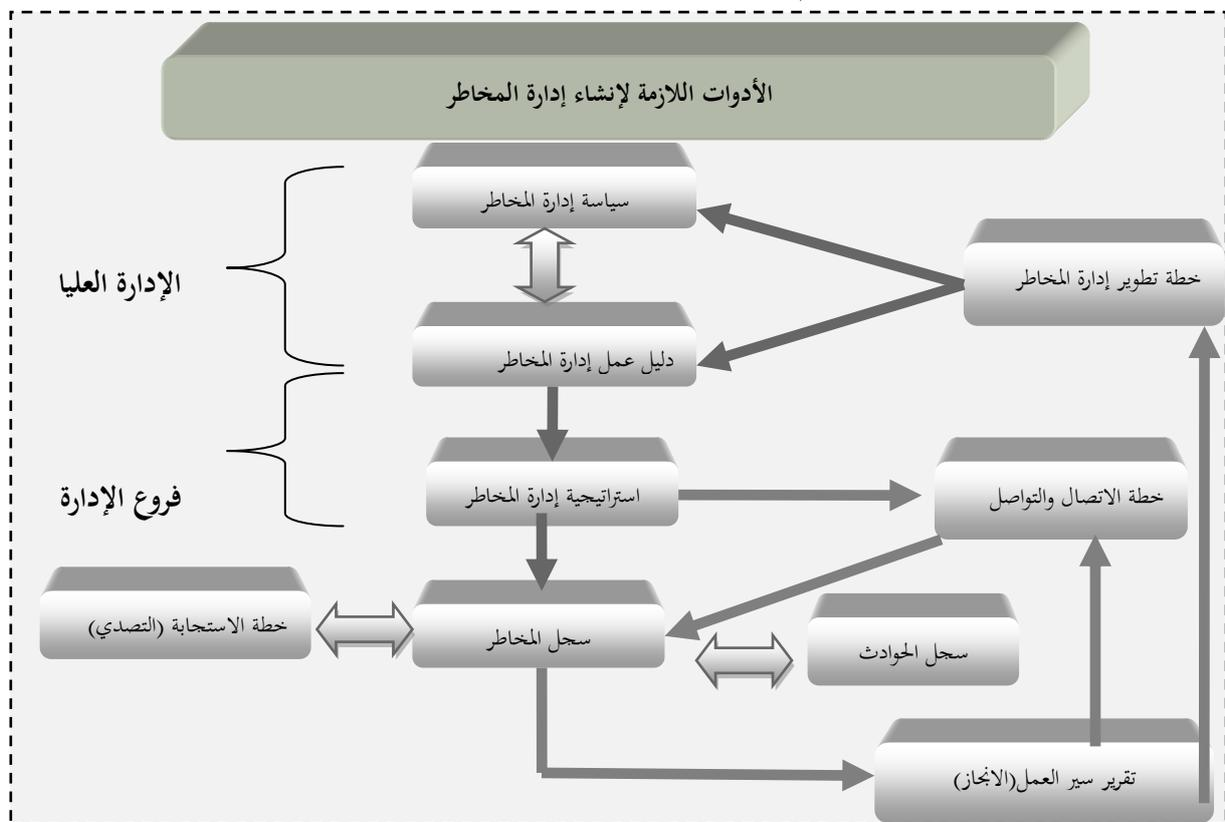 الأدوات اللازمة لإنشاء إدارة المخاطر
سياسة إدارة المخاطر
خطة تطوير إدارة المخاطر
الإدارة العليا
دليل عمل إدارة المخاطر
خطة الاتصال والتواصل
استراتيجية إدارة المخاطر
فروع الإدارة
سجل الحوادث
سجل المخاطر
خطة الاستجابة (التصدي)
تقرير سير العمل(الانجاز)